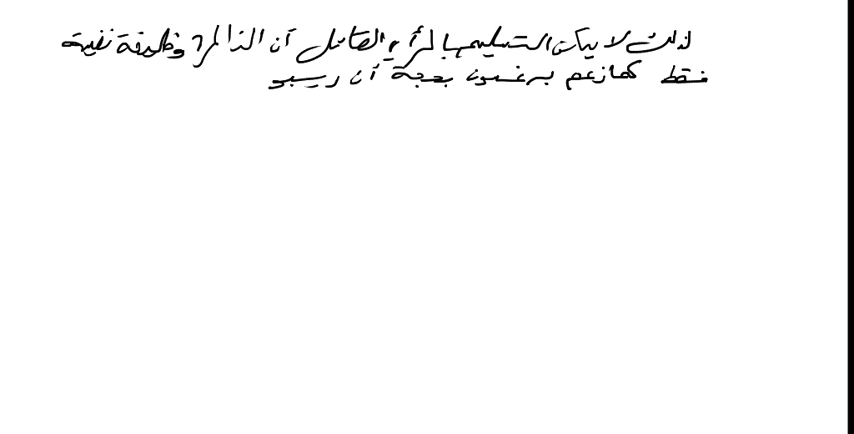 لذلك لا يمكن التسليم بالرأي القائل أن الذاكرة وظيفة نفسية
فقط كما زعم برغسون بحجة أن ريبو